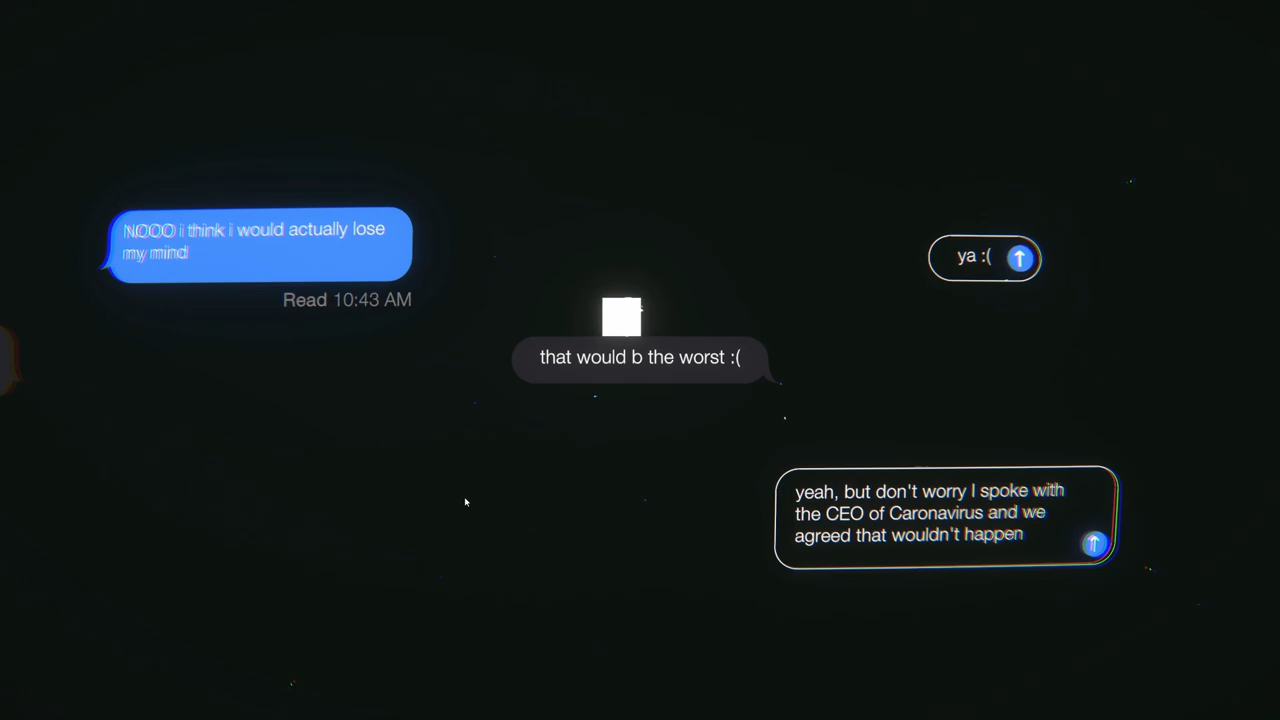 NOOO i think i would actually lose
my mind
Read 10:43 AM
ya :(
that would b the worst :(
yeah, but don't worry I spoke with
the CEO of Caronavirus and we
agreed that wouldn't happen